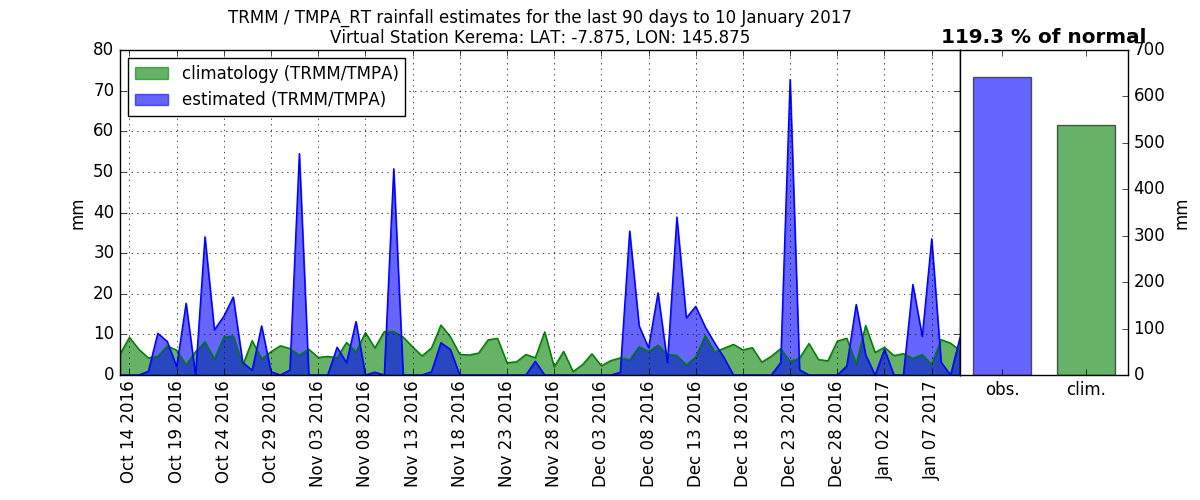 TRMM / TMPA_RT rainfall estimates for the last 90 days to 10 January 2017
Virtual Station Kerema: LAT: -7.875, LON: 145.875
119.3 % of normal
climatology (TRMM/TMPA)
estimated (TRMM/TMPA)
mm
80
70
60
50
40
30
20
10
0
Oct 14 2016
Oct 19 2016
Oct 24 2016
Oct 29 2016
Nov 03 2016
Nov 08 2016
Nov 13 2016
Nov 18 2016
Nov 23 2016
Nov 28 2016
Dec 03 2016
Dec 08 2016
Dec 13 2016
Dec 18 2016
Dec 23 2016
Dec 28 2016
Jan 02 2017
Jan 07 2017
obs.
clim.
700
600
500
400
300
200
100
0
mm